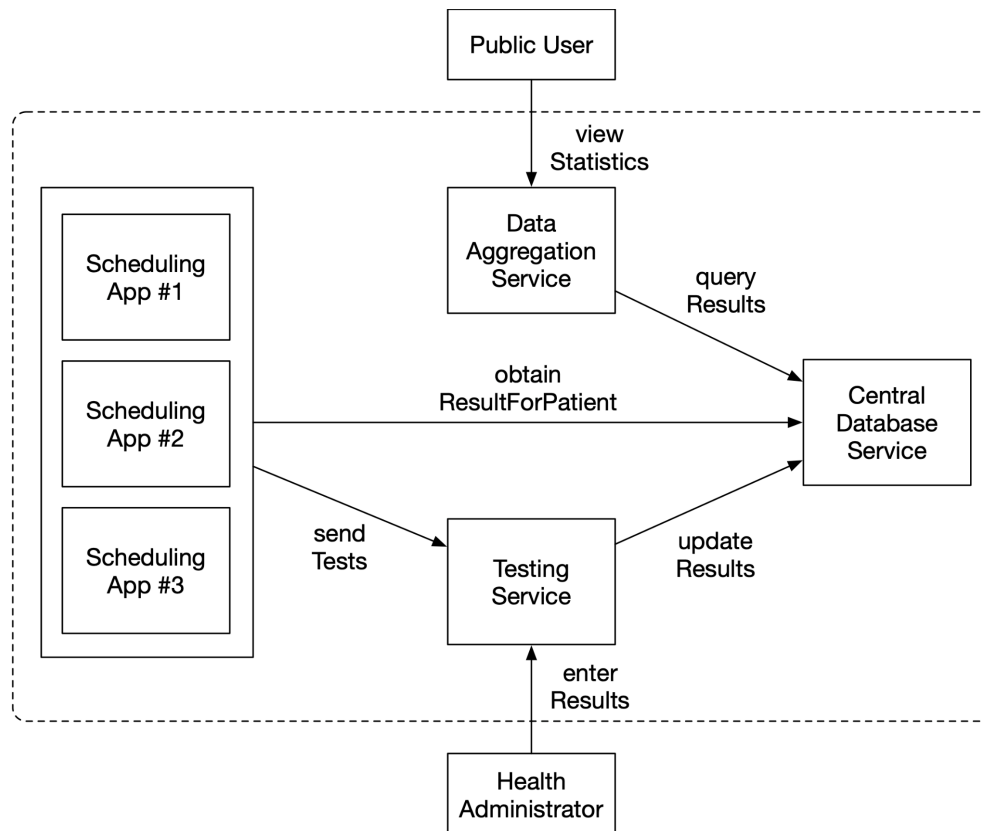 Public User
view
Statistics
Data
Aggregation
Service
query
Results
Scheduling
App #1
Scheduling
App #2
Scheduling
App #3
obtain
ResultForPatient
Central
Database
Service
send
Tests
Testing
Service
update
Results
enter
Results
Health
Administrator